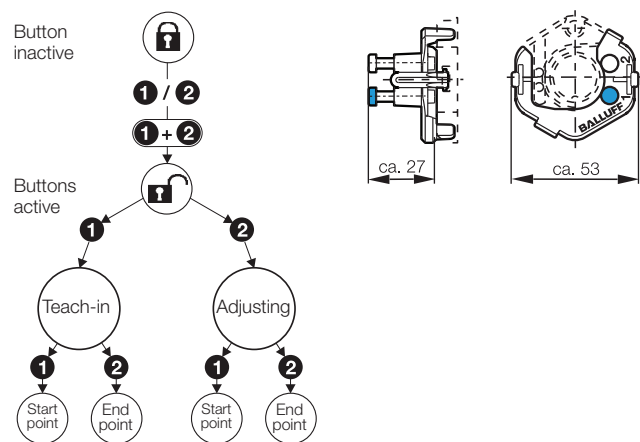 Button
inactive
1 / 2
1 + 2
Buttons
active
1 2
Teach-in Adjusting
1 2 1 2
Start
point
End
point
Start
point
End
point
ca. 27
ca. 53
BALLUFF 1 2